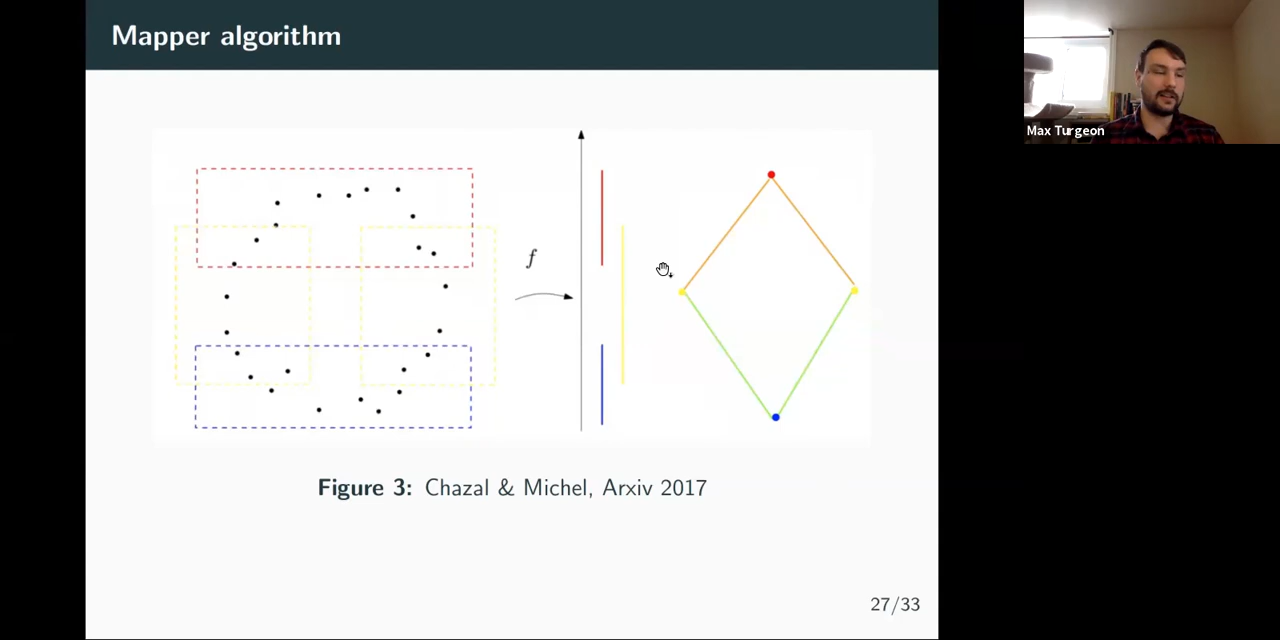 Mapper algorithm
Max Turgeon
f
Figure 3: Chazal & Michel, Arxiv 2017
27/33